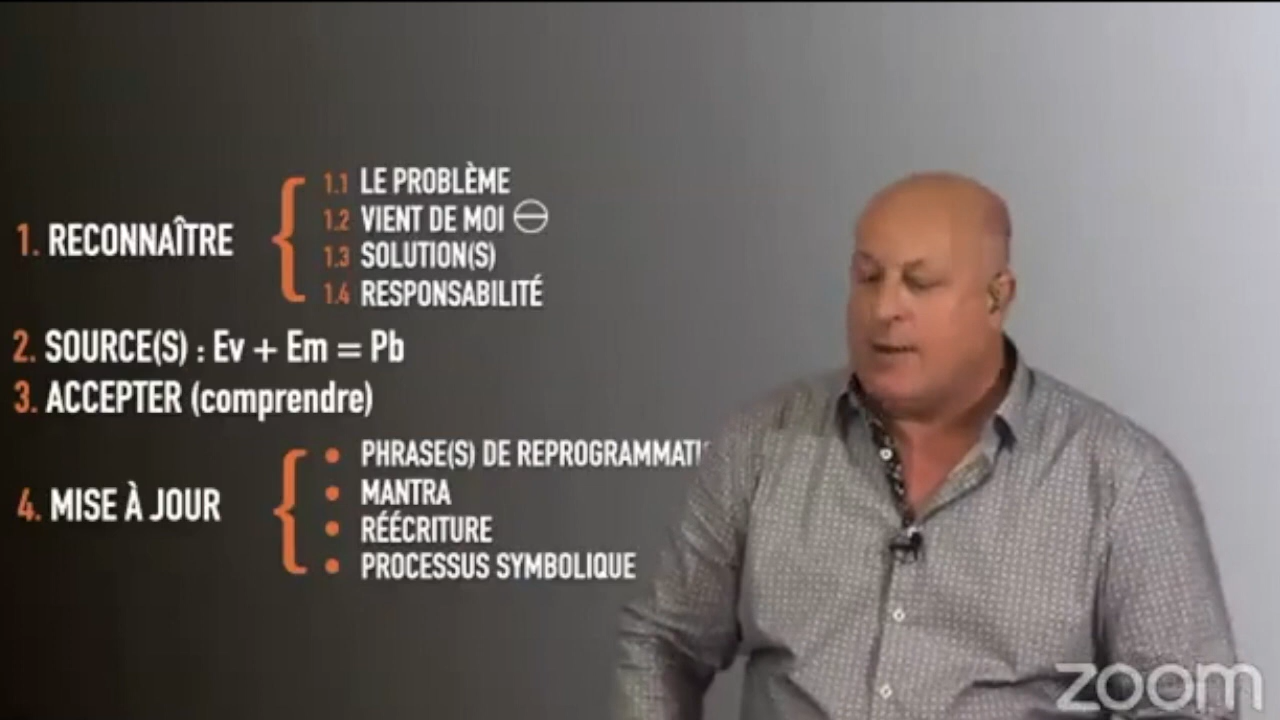 1. RECONNAÎTRE
1.1 LE PROBLÈME
1.2 VIENT DE MOI
1.3 SOLUTION(S)
1.4 RESPONSABILITÉ
2. SOURCE(S) : Ev + Em = Pb
3. ACCEPTER (comprendre)
4. MISE À JOUR
• PHRASE(S) DE REPROGRAMMATI
• MANTRA
• RÉÉCRITURE
• PROCESSUS SYMBOLIQUE
zoom